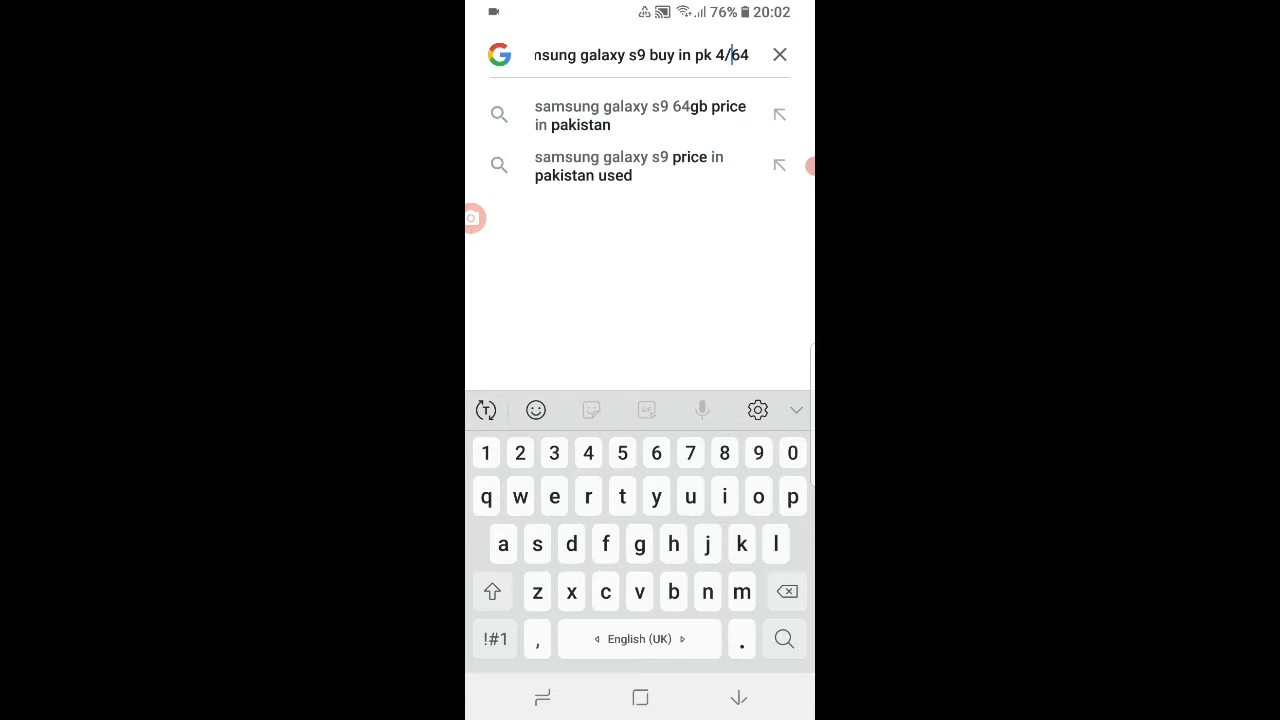 76% 20:02
nsung galaxy s9 buy in pk 4/64
samsung galaxy s9 64gb price
in pakistan
samsung galaxy s9 price in
pakistan used
T GIF
1 2 3 4 5 6 7 8 9 0
q w e r t y u i o p
a s d f g h j k l
z x c v b n m
!#1 , English (UK) .